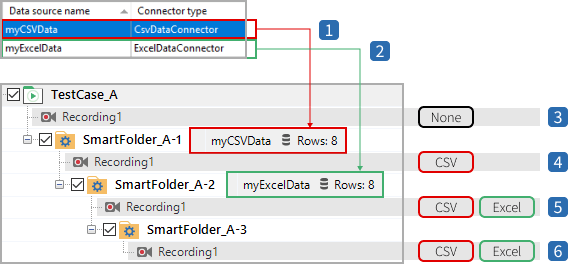 Data source name Connector type
myCSVData CsvDataConnector 1
myExcelData ExcelDataConnector 2
TestCase_A
Recording1 None 3
SmartFolder_A-1 myCSVData Rows: 8
Recording1 CSV 4
SmartFolder_A-2 myExcelData Rows: 8
Recording1 CSV Excel 5
SmartFolder_A-3
Recording1 CSV Excel 6